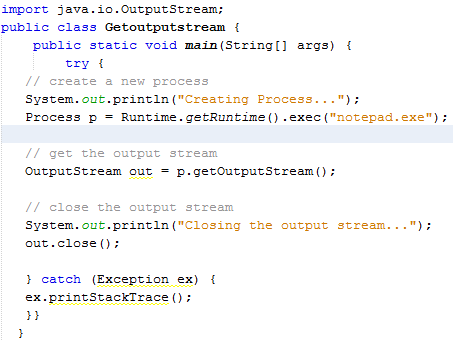 import java.io.OutputStream;
public class Getoutputstream {
public static void main(String[] args) {
try {
// create a new process
System.out.println("Creating Process...");
Process p = Runtime.getRuntime().exec("notepad.exe");
// get the output stream
OutputStream out = p.getOutputStream();
// close the output stream
System.out.println("Closing the output stream...");
out.close();
} catch (Exception ex) {
ex.printStackTrace();
}}
}